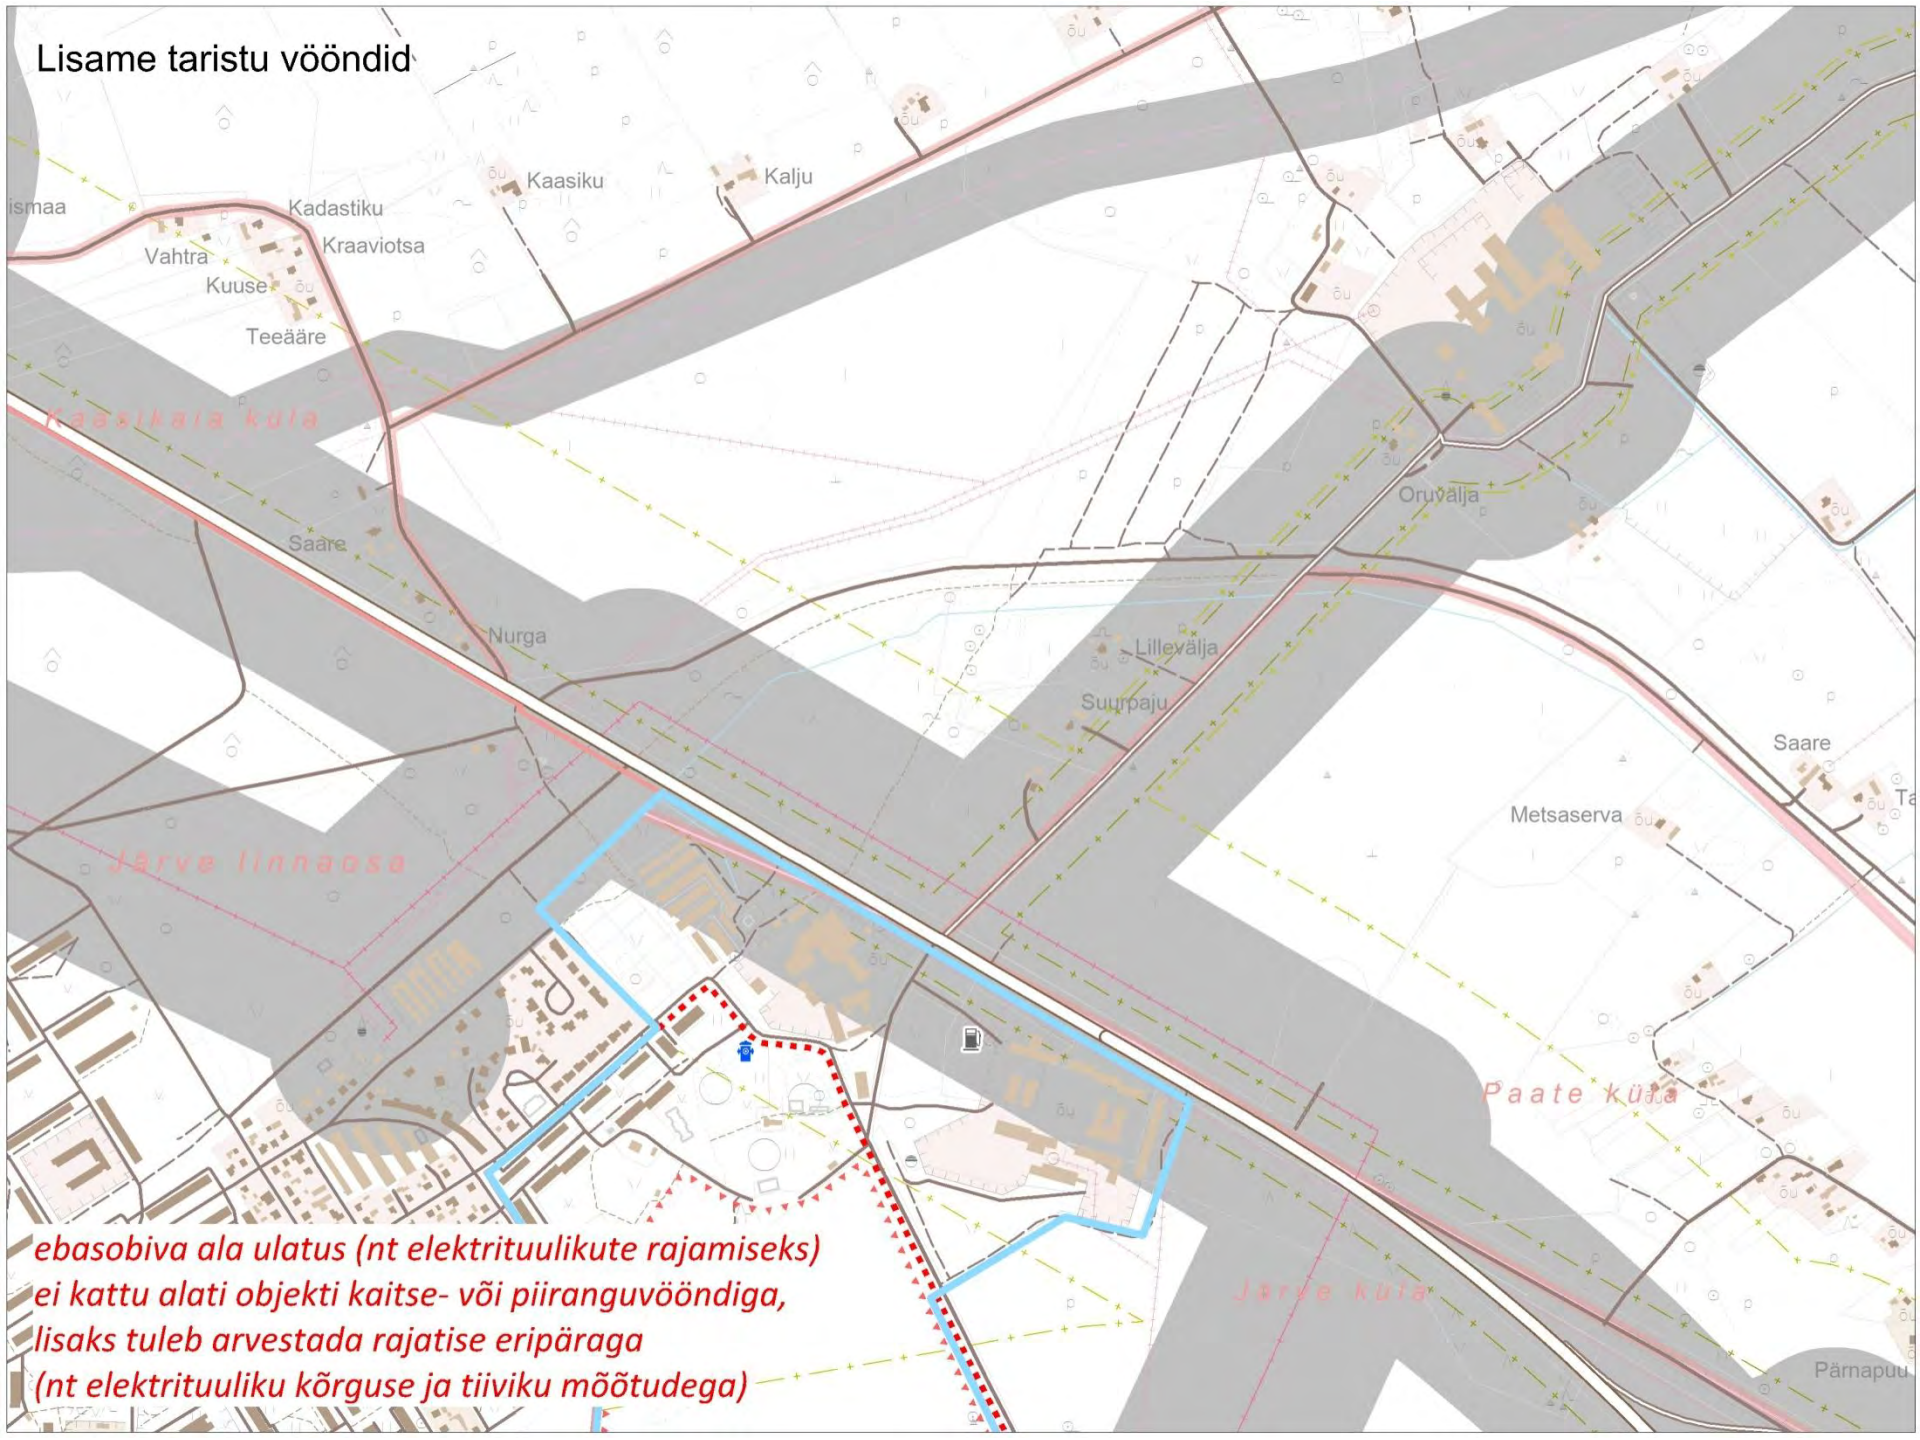 Lisame taristu vööndid
ismaa
Kaasiku
Kalju
Kadastiku
Vahtra
Kraaviotsa
Kuuse
Teeääre
Kaasikaia küla
Oruvälja
Saare
Nurga
Lillevälja
Suurpaju
Saare
Ta
Metsaserva
Järve linnaosa
Paate küla
Järve küla
Pärnapuu
ebasobiva ala ulatus (nt elektrituulikute rajamiseks)
ei kattu alati objekti kaitse- või piiranguvööndiga,
lisaks tuleb arvestada rajatise eripäraga
(nt elektrituuliku kõrguse ja tiiviku mõõtudega)